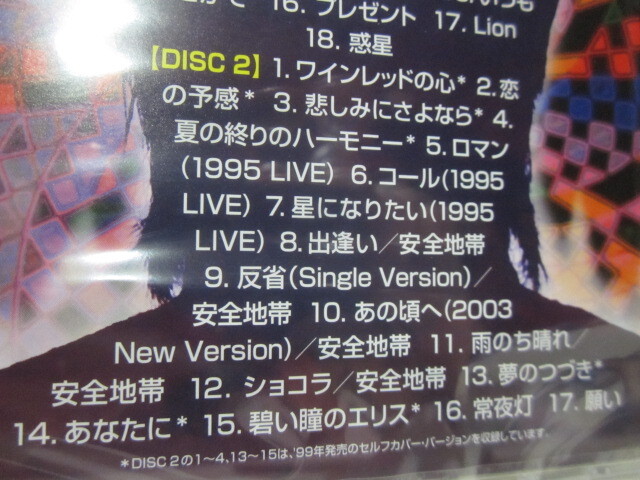 16. プレゼント 17. Lion
18. 惑星
【DISC 2】1. ワインレッドの心* 2. 恋
の予感* 3. 悲しみにさよなら* 4.
夏の終りのハーモニー* 5. ロマン
(1995 LIVE) 6. コール(1995
LIVE) 7. 星になりたい(1995
LIVE) 8. 出逢い／安全地帯
9. 反省(Single Version)／
安全地帯 10. あの頃へ(2003
New Version)／安全地帯 11. 雨のち晴れ／
安全地帯 12. ショコラ／安全地帯 13. 夢のつづき*
14. あなたに* 15. 碧い瞳のエリス* 16. 常夜灯 17. 願い
*DISC 2の1〜4、13〜15は、'99年発売のセルフカバー・バージョンを収録しています。